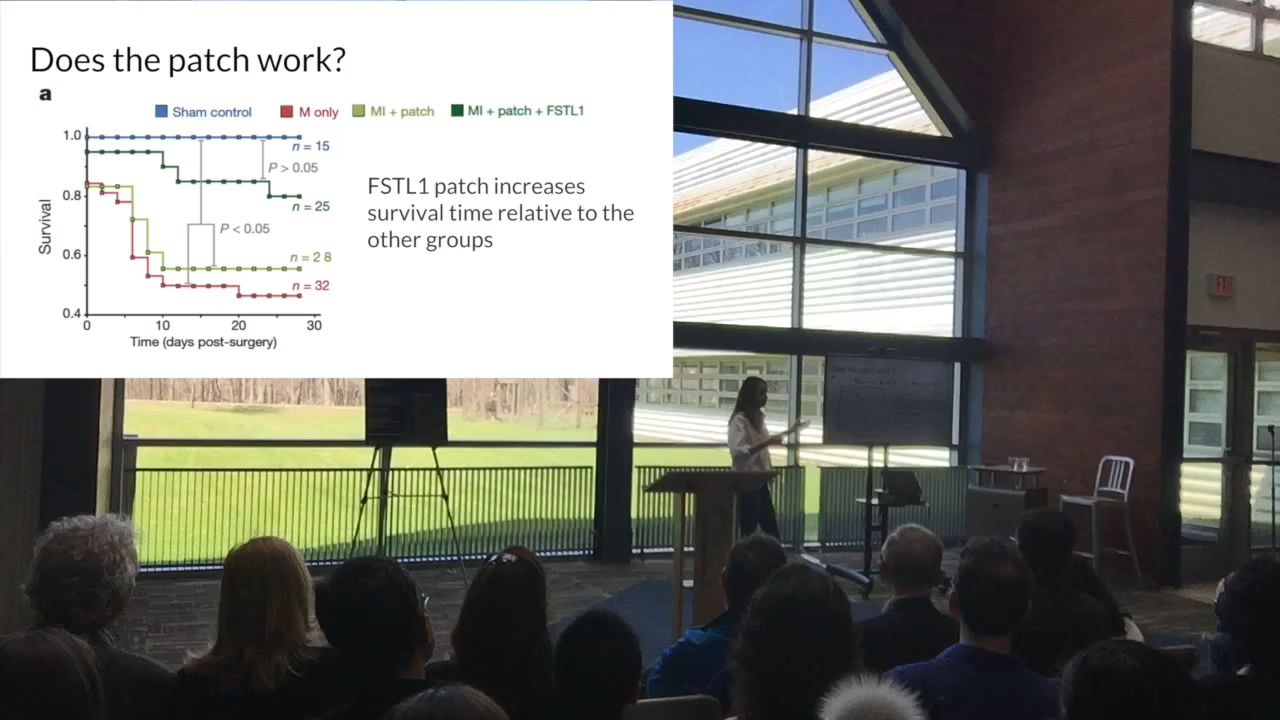 Does the patch work?
a
Sham control M only MI + patch MI + patch + FSTL1
1.0
0.8
0.6
0.4
Survival
n = 15
P > 0.05
n = 25
P < 0.05
n = 2 8
n = 32
0 10 20 30
Time (days post-surgery)
FSTL1 patch increases
survival time relative to the
other groups
EXIT